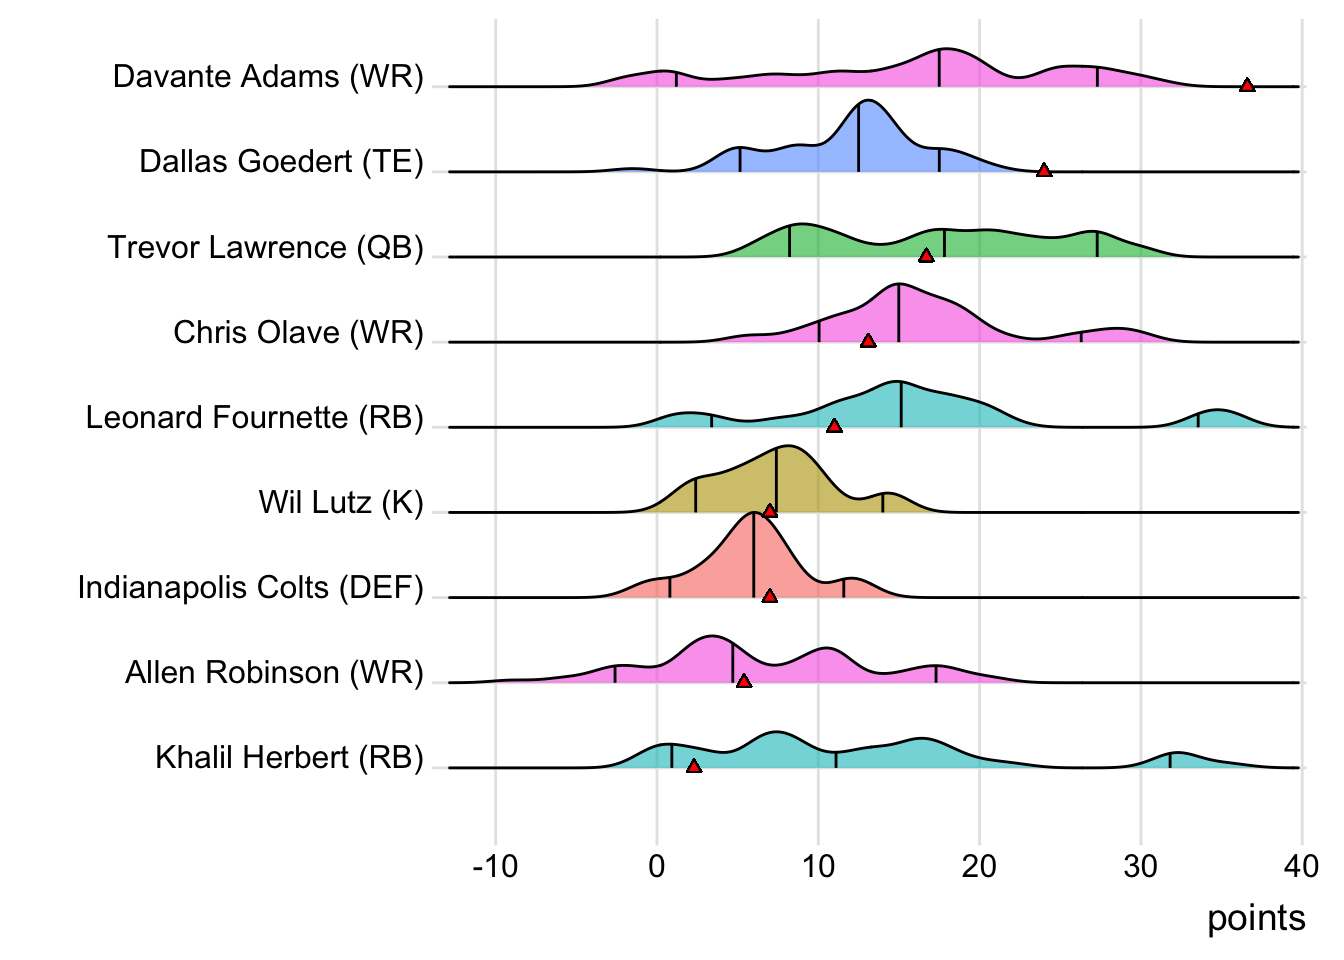 Davante Adams (WR)
Dallas Goedert (TE)
Trevor Lawrence (QB)
Chris Olave (WR)
Leonard Fournette (RB)
Wil Lutz (K)
Indianapolis Colts (DEF)
Allen Robinson (WR)
Khalil Herbert (RB)
-10 0 10 20 30 40
points